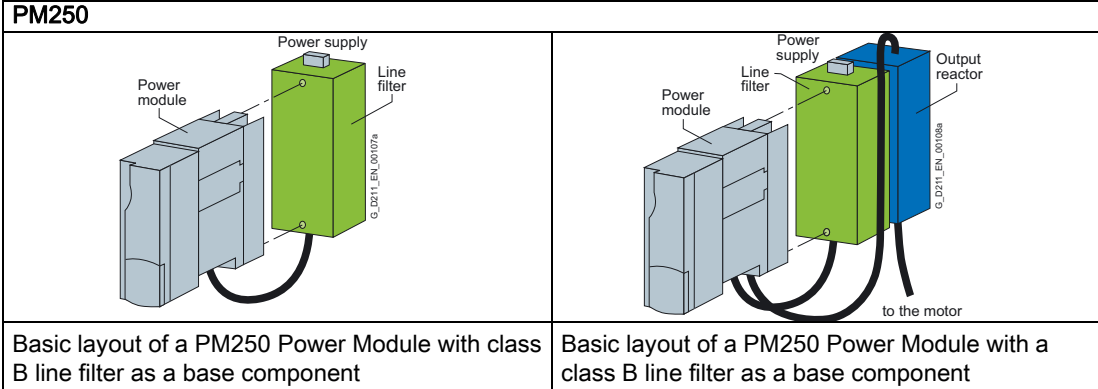 PM250
Power supply
Line
filter
Power
module
G_D211_EN_00107a
Power
supply
Line
filter
Output
reactor
Power
module
G_D211_EN_00108a
to the motor
Basic layout of a PM250 Power Module with class
B line filter as a base component
Basic layout of a PM250 Power Module with a
class B line filter as a base component